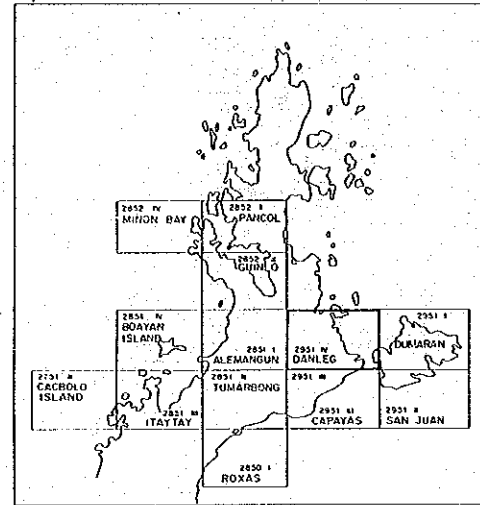 2852 IV
MINON BAY
2852 I
PANCOL
2852 II
GUINLO
2851 IV
BOAYAN
ISLAND
2851 I
ALEMANGUN
2951 IV
DANLEG
2951 I
DUMARAN
2751 II
CACBOLO
ISLAND
2851 III
ITAYTAY
2851 II
TUMARBONG
2951 III
2951 III
CAPAYAS
2951 II
SAN JUAN
2850 I
ROXAS